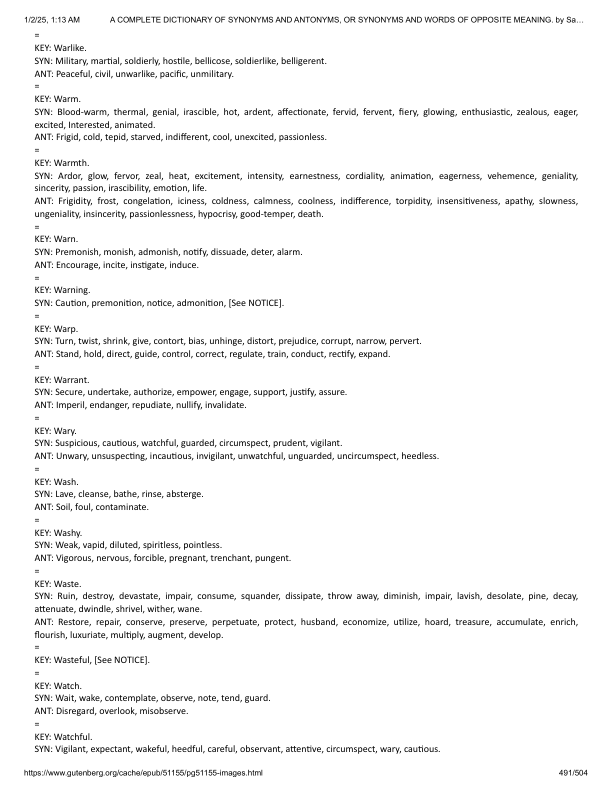 1/2/25, 1:13 AM A COMPLETE DICTIONARY OF SYNONYMS AND ANTONYMS, OR SYNONYMS AND WORDS OF OPPOSITE MEANING. by Sa…
=
KEY: Warlike.
SYN: Military, martial, soldierly, hostile, bellicose, soldierlike, belligerent.
ANT: Peaceful, civil, unwarlike, pacific, unmilitary.
=
KEY: Warm.
SYN: Blood-warm, thermal, genial, irascible, hot, ardent, affectionate, fervid, fervent, fiery, glowing, enthusiastic, zealous, eager,
excited, Interested, animated.
ANT: Frigid, cold, tepid, starved, indifferent, cool, unexcited, passionless.
=
KEY: Warmth.
SYN: Ardor, glow, fervor, zeal, heat, excitement, intensity, earnestness, cordiality, animation, eagerness, vehemence, geniality,
sincerity, passion, irascibility, emotion, life.
ANT: Frigidity, frost, congelation, iciness, coldness, calmness, coolness, indifference, torpidity, insensitiveness, apathy, slowness,
ungeniality, insincerity, passionlessness, hypocrisy, good-temper, death.
=
KEY: Warn.
SYN: Premonish, monish, admonish, notify, dissuade, deter, alarm.
ANT: Encourage, incite, instigate, induce.
=
KEY: Warning.
SYN: Caution, premonition, notice, admonition, [See NOTICE].
=
KEY: Warp.
SYN: Turn, twist, shrink, give, contort, bias, unhinge, distort, prejudice, corrupt, narrow, pervert.
ANT: Stand, hold, direct, guide, control, correct, regulate, train, conduct, rectify, expand.
=
KEY: Warrant.
SYN: Secure, undertake, authorize, empower, engage, support, justify, assure.
ANT: Imperil, endanger, repudiate, nullify, invalidate.
=
KEY: Wary.
SYN: Suspicious, cautious, watchful, guarded, circumspect, prudent, vigilant.
ANT: Unwary, unsuspecting, incautious, invigilant, unwatchful, unguarded, uncircumspect, heedless.
=
KEY: Wash.
SYN: Lave, cleanse, bathe, rinse, absterge.
ANT: Soil, foul, contaminate.
=
KEY: Washy.
SYN: Weak, vapid, diluted, spiritless, pointless.
ANT: Vigorous, nervous, forcible, pregnant, trenchant, pungent.
=
KEY: Waste.
SYN: Ruin, destroy, devastate, impair, consume, squander, dissipate, throw away, diminish, impair, lavish, desolate, pine, decay,
attenuate, dwindle, shrivel, wither, wane.
ANT: Restore, repair, conserve, preserve, perpetuate, protect, husband, economize, utilize, hoard, treasure, accumulate, enrich,
flourish, luxuriate, multiply, augment, develop.
=
KEY: Wasteful, [See NOTICE].
=
KEY: Watch.
SYN: Wait, wake, contemplate, observe, note, tend, guard.
ANT: Disregard, overlook, misobserve.
=
KEY: Watchful.
SYN: Vigilant, expectant, wakeful, heedful, careful, observant, attentive, circumspect, wary, cautious.
https://www.gutenberg.org/cache/epub/51155/pg51155-images.html 491/504